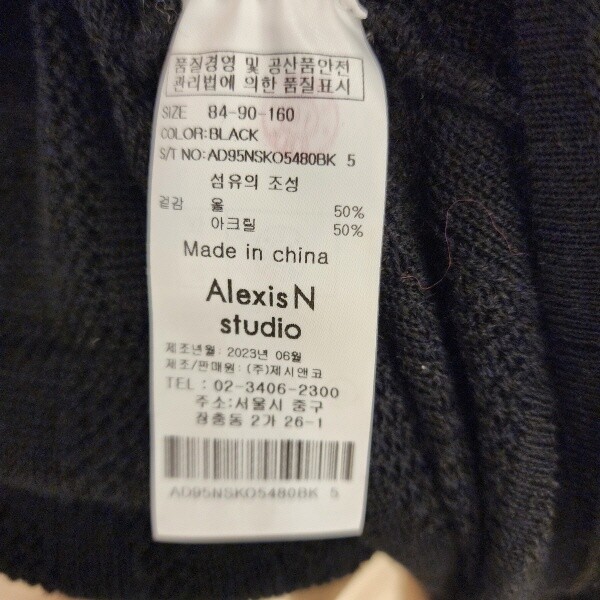 품질경영 및 공산품안전
관리법에 의한 품질표시
SIZE 84-90-160
COLOR:BLACK
S/T NO:AD95NSKO5480BK 5
섬유의 조성
겉감 울 50%
아크릴 50%
Made in china
AlexisN
studio
제조년월 : 2023년 06월
제조/판매원 : (주)제시앤코
TEL : 02-3406-2300
주소:서울시 중구
장충동 2가 26-1
AD95NSKO5480BK 5